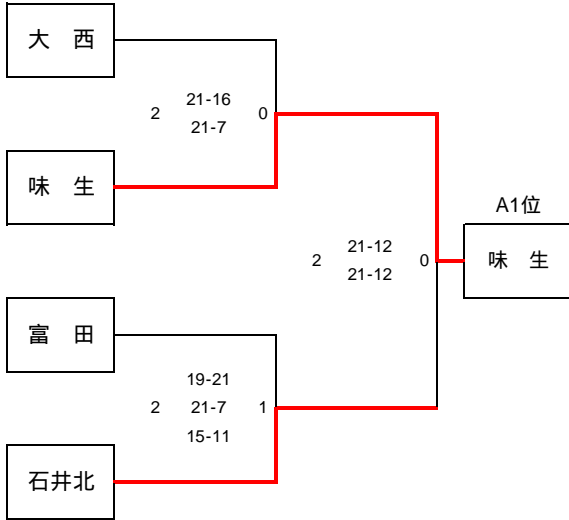 大　西
2 21-16 0
21-7
味　生
A1位
味　生
2 21-12 0
21-12
富　田
19-21
2 21-7 1
15-11
石井北